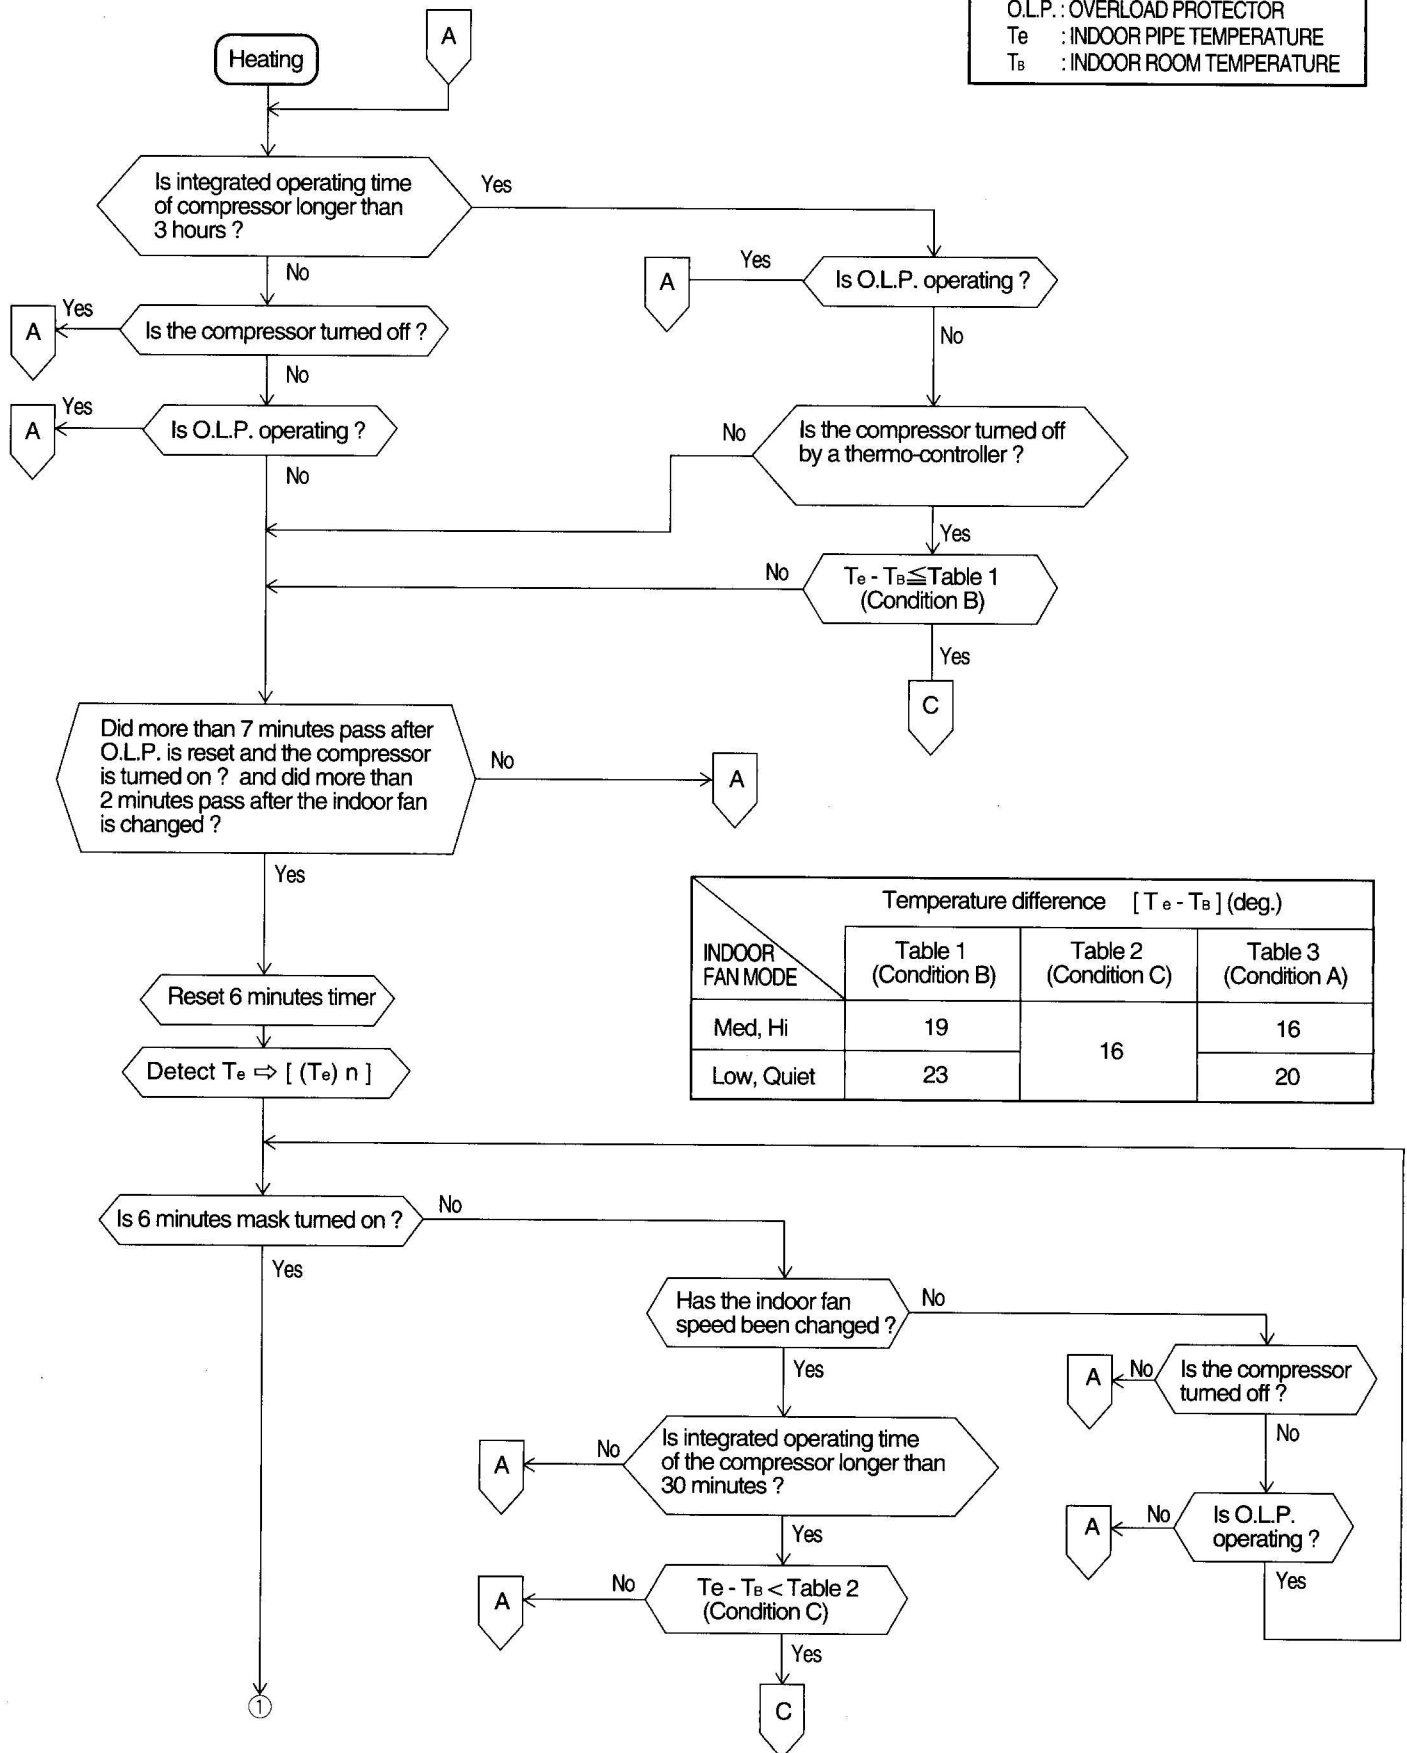 O.L.P. : OVERLOAD PROTECTOR
Te : INDOOR PIPE TEMPERATURE
TB : INDOOR ROOM TEMPERATURE
A
Heating
Is integrated operating time
of compressor longer than
3 hours ?
Yes
No
Yes
A
Is O.L.P. operating ?
No
Yes
A
Is the compressor turned off ?
No
Yes
A
Is O.L.P. operating ?
No
No
Is the compressor turned off
by a thermo-controller ?
Yes
No
Te - TB≦Table 1
(Condition B)
Yes
C
Did more than 7 minutes pass after
O.L.P. is reset and the compressor
is turned on ? and did more than
2 minutes pass after the indoor fan
is changed ?
No
A
Yes
Temperature difference [ T e - TB ] (deg.)
INDOOR
FAN MODE
Table 1
(Condition B)
Table 2
(Condition C)
Table 3
(Condition A)
Med, Hi
19
16
16
Low, Quiet
23
20
Reset 6 minutes timer
Detect Te ⇨ [ (Te) n ]
Is 6 minutes mask turned on ?
No
Yes
Has the indoor fan
speed been changed ?
No
Yes
A
No
Is the compressor
turned off ?
No
A
No
Is integrated operating time
of the compressor longer than
30 minutes ?
Yes
A
No
Is O.L.P.
operating ?
Yes
A
No
Te - TB < Table 2
(Condition C)
Yes
C
①